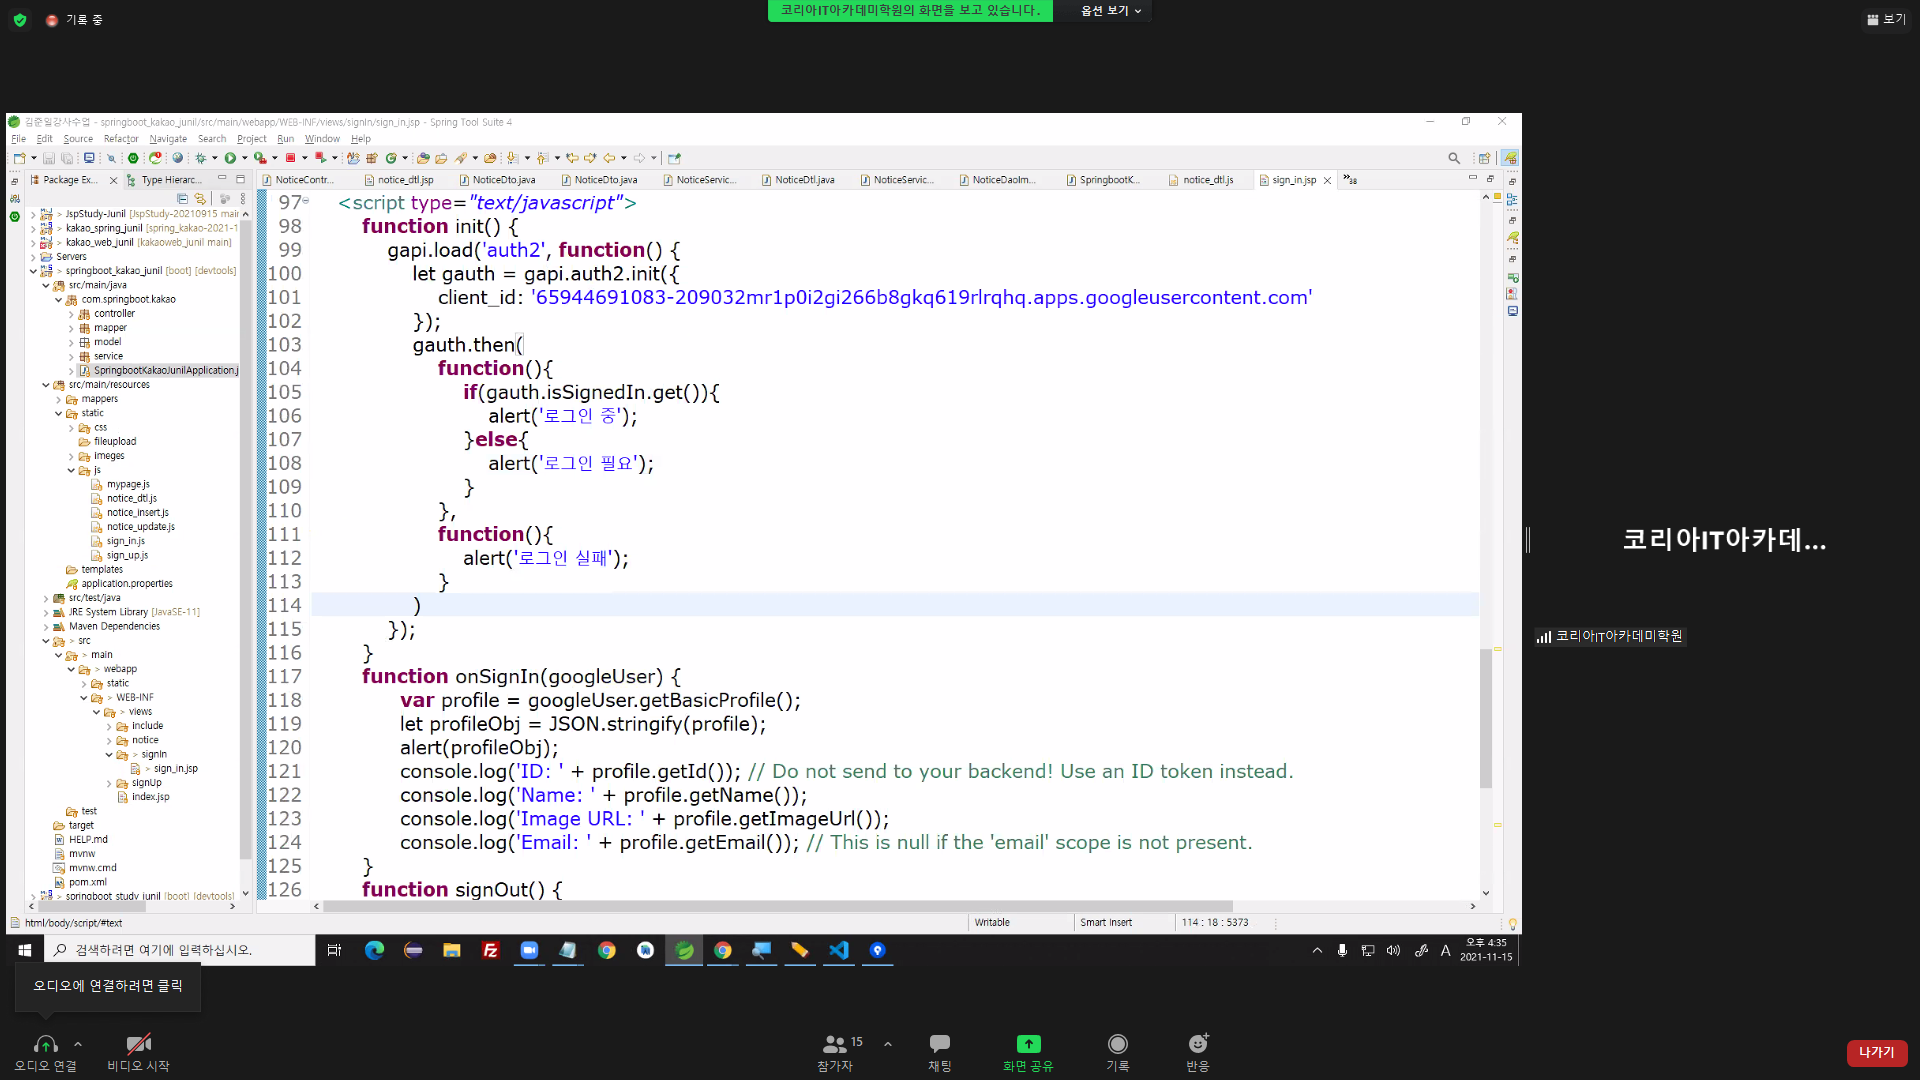 기록 중
코리아IT아카데미학원의 화면을 보고 있습니다.
옵션 보기
보기
김준일강사수업 - springboot_kakao_junil/src/main/webapp/WEB-INF/views/signIn/sign_in.jsp - Spring Tool Suite 4
File Edit Source Refactor Navigate Search Project Run Window Help
Package Ex...
Type Hierarc...
NoticeContr...
notice_dtl.jsp
NoticeDto.java
NoticeDto.java
NoticeServic...
NoticeDtl.java
NoticeServic...
NoticeDaoIm...
SpringbootK...
notice_dtl.js
sign_in.jsp
»38
> JspStudy-Junil [JspStudy-20210915 mair
> kakao_spring_junil [spring_kakao-2021-1
> kakao_web_junil [kakaoweb_junil main]
Servers
> springboot_kakao_junil [boot] [devtools]
src/main/java
com.springboot.kakao
controller
mapper
model
service
SpringbootKakaoJunilApplication.j
src/main/resources
mappers
static
css
fileupload
imeges
js
mypage.js
notice_dtl.js
notice_insert.js
notice_update.js
sign_in.js
sign_up.js
templates
application.properties
src/test/java
JRE System Library [JavaSE-11]
Maven Dependencies
> src
> main
> webapp
static
> WEB-INF
> views
include
notice
> signIn
> sign_in.jsp
signUp
index.jsp
test
target
HELP.md
mvnw
mvnw.cmd
pom.xml
> springboot_study_junil [boot] [devtools]
97 <script type="text/javascript">
98 function init() {
99 gapi.load('auth2', function() {
100 let gauth = gapi.auth2.init({
101 client_id: '65944691083-209032mr1p0i2gi266b8gkq619rlrqhq.apps.googleusercontent.com'
102 });
103 gauth.then(
104 function(){
105 if(gauth.isSignedIn.get()){
106 alert('로그인 중');
107 }else{
108 alert('로그인 필요');
109 }
110 },
111 function(){
112 alert('로그인 실패');
113 }
114 )
115 });
116 }
117 function onSignIn(googleUser) {
118 var profile = googleUser.getBasicProfile();
119 let profileObj = JSON.stringify(profile);
120 alert(profileObj);
121 console.log('ID: ' + profile.getId()); // Do not send to your backend! Use an ID token instead.
122 console.log('Name: ' + profile.getName());
123 console.log('Image URL: ' + profile.getImageUrl());
124 console.log('Email: ' + profile.getEmail()); // This is null if the 'email' scope is not present.
125 }
126 function signOut() {
html/body/script/#text
Writable
Smart Insert
114 : 18 : 5373
코리아IT아카데...
코리아IT아카데미학원
검색하려면 여기에 입력하십시오.
A
오후 4:35
2021-11-15
오디오에 연결하려면 클릭
오디오 연결
비디오 시작
15
참가자
채팅
화면 공유
기록
반응
나가기